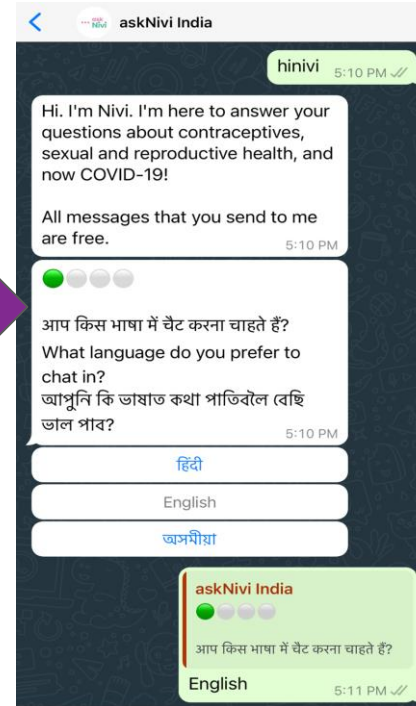 askNivi India
hinivi
5:10 PM
Hi. I'm Nivi. I'm here to answer your
questions about contraceptives,
sexual and reproductive health, and
now COVID-19!
All messages that you send to me
are free.
5:10 PM
आप किस भाषा में चैट करना चाहते हैं?
What language do you prefer to
chat in?
আপুনি কি ভাষাত কথা পাতিবলৈ বেছি
ভাল পাব?
5:10 PM
हिंदी
English
অসমীয়া
askNivi India
आप किस भाषा में चैट करना चाहते हैं?
English
5:11 PM